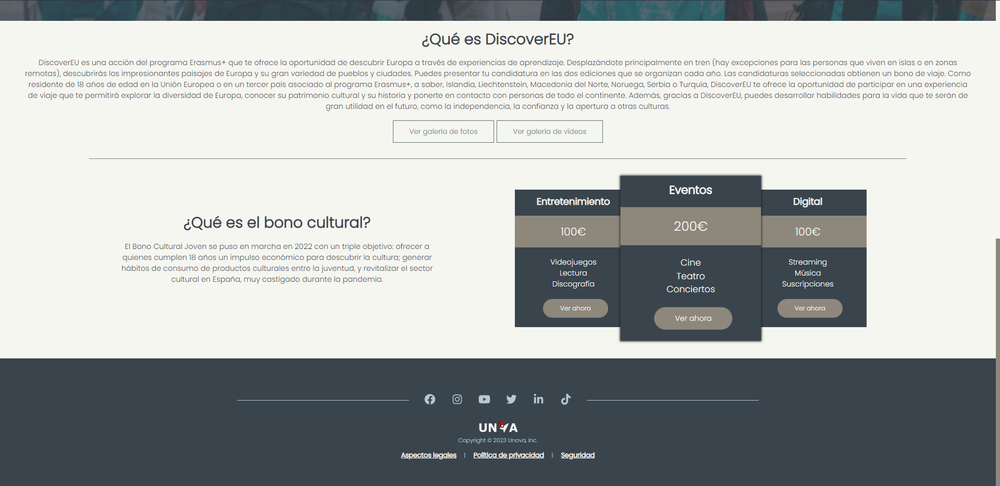 ¿Qué es DiscoverEU?
DiscoverEU es una acción del programa Erasmus+ que te ofrece la oportunidad de descubrir Europa a través de experiencias de aprendizaje. Desplazándote principalmente en tren (hay excepciones para las personas que viven en islas o en zonas
remotas), descubrirás los impresionantes paisajes de Europa y su gran variedad de pueblos y ciudades. Puedes presentar tu candidatura en las dos ediciones que se organizan cada año. Las candidaturas seleccionadas obtienen un bono de viaje. Como
residente de 18 años de edad en la Unión Europea o en un tercer país asociado al programa Erasmus+, a saber, Islandia, Liechtenstein, Macedonia del Norte, Noruega, Serbia o Turquía, DiscoverEU te ofrece la oportunidad de participar en una experiencia
de viaje que te permitirá explorar la diversidad de Europa, conocer su patrimonio cultural y su historia y ponerte en contacto con personas de todo el continente. Además, gracias a DiscoverEU, puedes desarrollar habilidades para la vida que te serán de
gran utilidad en el futuro, como la independencia, la confianza y la apertura a otras culturas.
Ver galería de fotos
Ver galería de vídeos
¿Qué es el bono cultural?
El Bono Cultural Joven se puso en marcha en 2022 con un triple objetivo: ofrecer a
quienes cumplen 18 años un impulso económico para descubrir la cultura; generar
hábitos de consumo de productos culturales entre la juventud, y revitalizar el sector
cultural en España, muy castigado durante la pandemia.
Entretenimiento
100€
Videojuegos
Lectura
Discografía
Ver ahora
Eventos
200€
Cine
Teatro
Conciertos
Ver ahora
Digital
100€
Streaming
Música
Suscripciones
Ver ahora
UNOVA
Copyright © 2023 Unova, Inc.
Aspectos legales | Política de privacidad | Seguridad